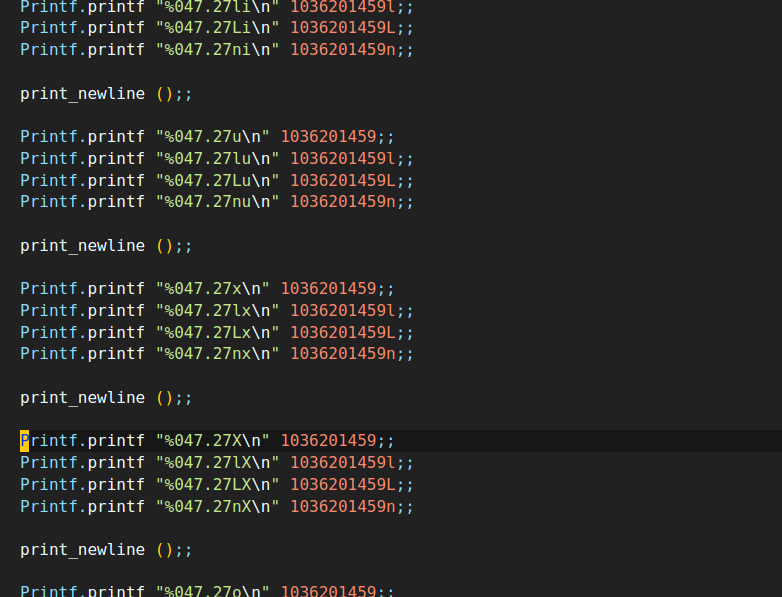 Printf.printf "%047.27li\n" 1036201459l;;
Printf.printf "%047.27Li\n" 1036201459L;;
Printf.printf "%047.27ni\n" 1036201459n;;
print_newline ();;
Printf.printf "%047.27u\n" 1036201459;;
Printf.printf "%047.27lu\n" 1036201459l;;
Printf.printf "%047.27Lu\n" 1036201459L;;
Printf.printf "%047.27nu\n" 1036201459n;;
print_newline ();;
Printf.printf "%047.27x\n" 1036201459;;
Printf.printf "%047.27lx\n" 1036201459l;;
Printf.printf "%047.27Lx\n" 1036201459L;;
Printf.printf "%047.27nx\n" 1036201459n;;
print_newline ();;
Printf.printf "%047.27X\n" 1036201459;;
Printf.printf "%047.27lX\n" 1036201459l;;
Printf.printf "%047.27LX\n" 1036201459L;;
Printf.printf "%047.27nX\n" 1036201459n;;
print_newline ();;
Printf.printf "%047.27o\n" 1036201459;;